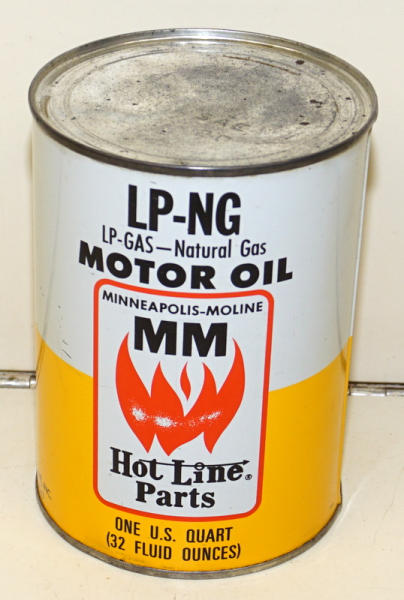 LP-NG
LP-GAS—Natural Gas
MOTOR OIL
MINNEAPOLIS-MOLINE
MM
Hot Line®
Parts
ONE U.S. QUART
(32 FLUID OUNCES)